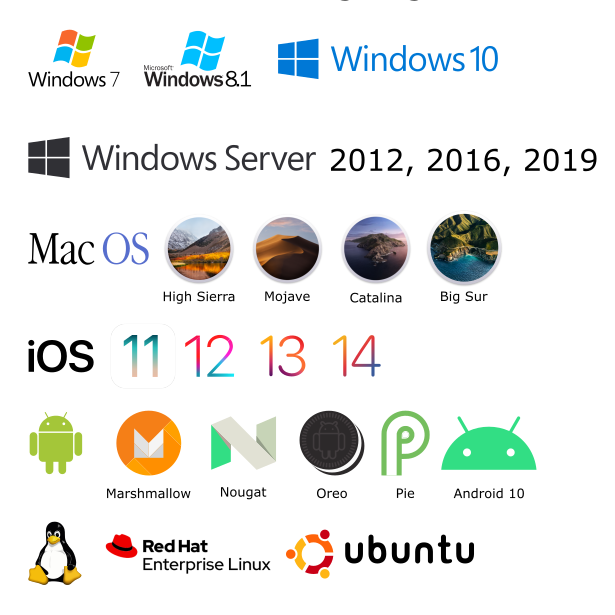 Windows 7
Microsoft
Windows 8.1
Windows 10
Windows Server 2012, 2016, 2019
Mac OS
High Sierra
Mojave
Catalina
Big Sur
iOS 11 12 13 14
Marshmallow
Nougat
Oreo
Pie
Android 10
Red Hat
Enterprise Linux
ubuntu